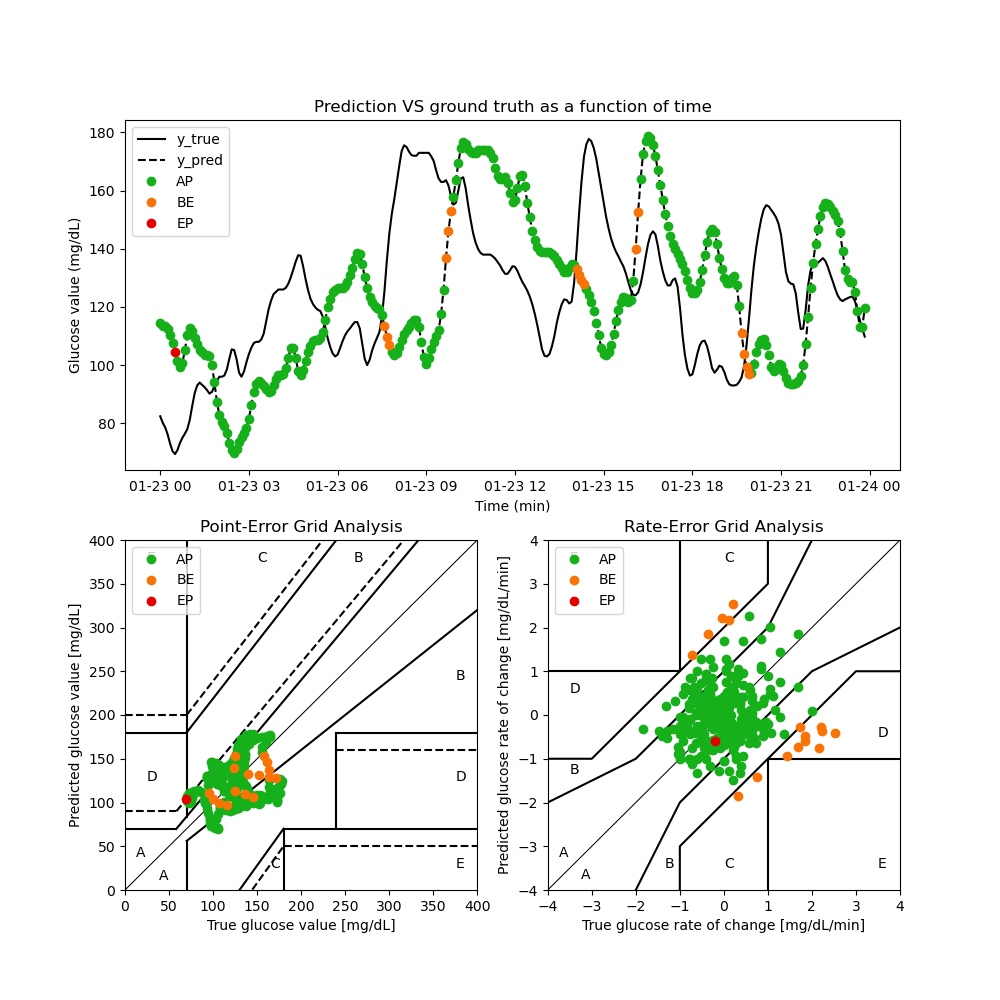 Prediction VS ground truth as a function of time
Glucose value (mg/dL)
180
160
140
120
100
80
y_true
y_pred
AP
BE
EP
01-23 00 01-23 03 01-23 06 01-23 09 01-23 12 01-23 15 01-23 18 01-23 21 01-24 00
Time (min)
Point-Error Grid Analysis
Predicted glucose value [mg/dL]
400
350
300
250
200
150
100
50
0
AP
BE
EP
C
B
B
D
D
A
A
C
E
0 50 100 150 200 250 300 350 400
True glucose value [mg/dL]
Rate-Error Grid Analysis
Predicted glucose rate of change [mg/dL/min]
4
3
2
1
0
−1
−2
−3
−4
AP
BE
EP
C
D
D
B
A
A
B
C
E
−4 −3 −2 −1 0 1 2 3 4
True glucose rate of change [mg/dL/min]